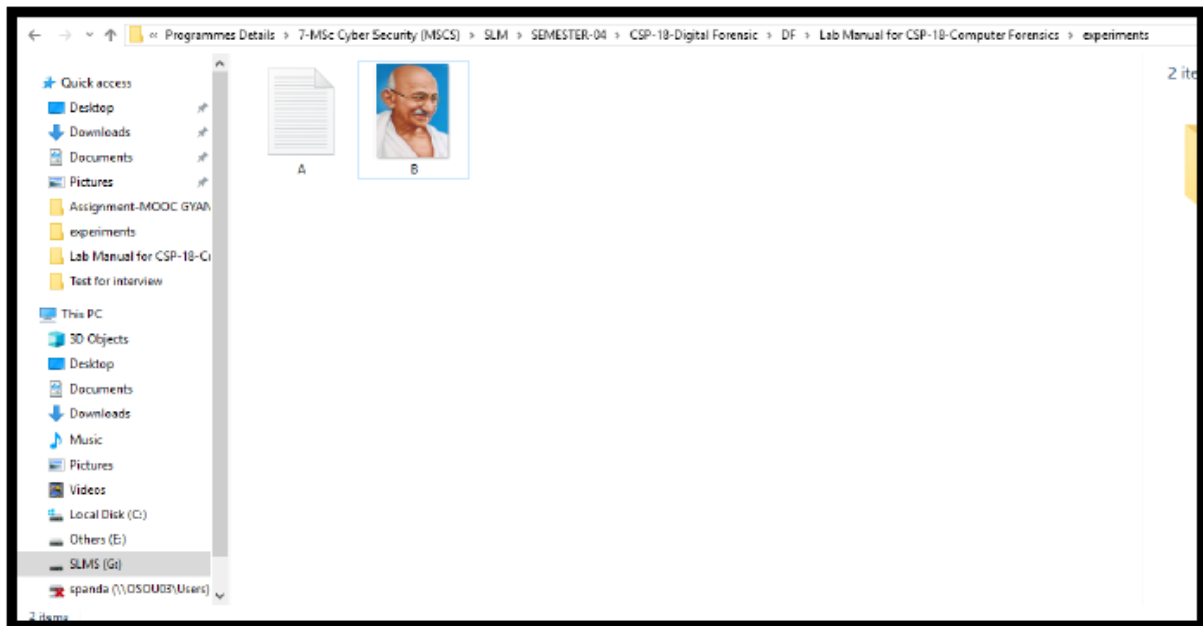 « Programmes Details > 7-MSc Cyber Security (MSCS) > SLM > SEMESTER-04 > CSP-18-Digital Forensic > DF > Lab Manual for CSP-18-Computer Forensics > experiments
Quick access
Desktop
Downloads
Documents
Pictures
Assignment-MOOC GYAN
experiments
Lab Manual for CSP-18-Co
Test for interview
This PC
3D Objects
Desktop
Documents
Downloads
Music
Pictures
Videos
Local Disk (C:)
Others (E:)
SLMS (G:)
spanda (\\OSOU03\Users)
2 items
A
B
2 ite